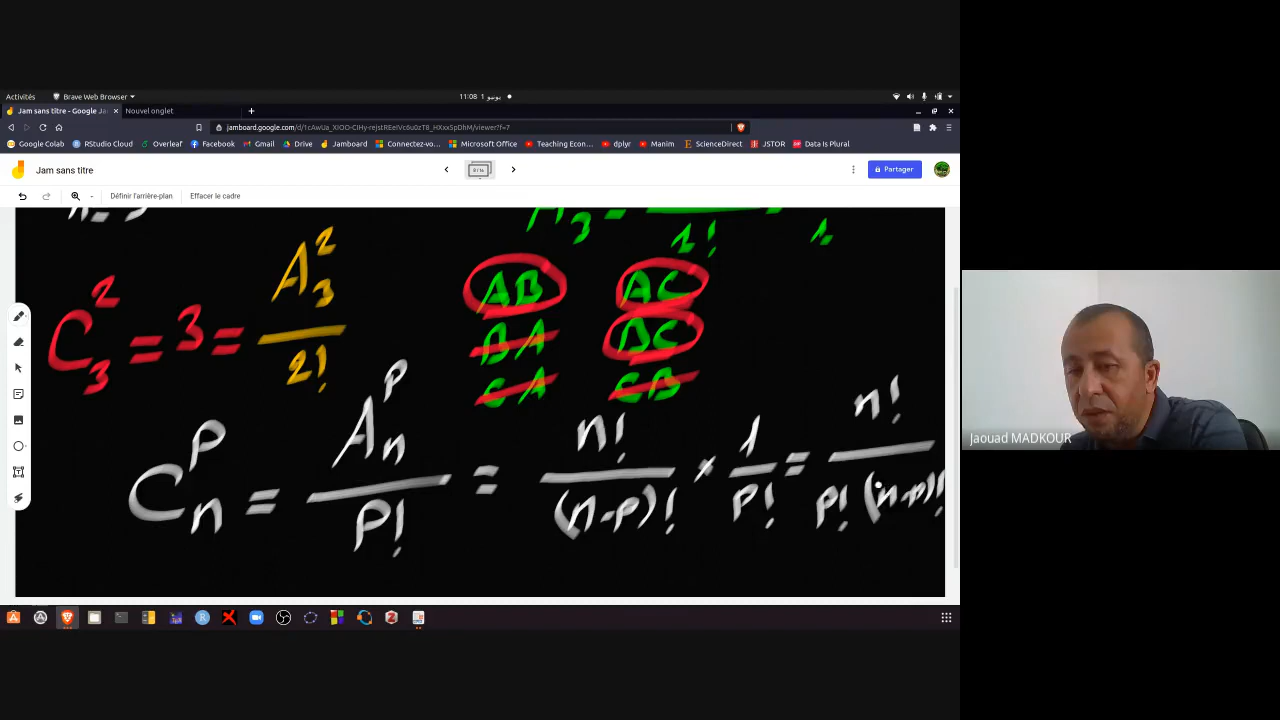 Activités Brave Web Browser 11:08 1 يونيو
Jam sans titre - Google Ja Nouvel onglet
Google Colab RStudio Cloud Overleaf Facebook Gmail Drive Jamboard Connectez-vo... Microsoft Office Teaching Econ... dplyr Manim ScienceDirect JSTOR Data Is Plural
Jam sans titre Partager
Définir l'arrière-plan Effacer le cadre
C₃² = 3 = A₃² / 2!
AB AC
BA BC
CA CB
Cₙᵖ = Aₙᵖ / P! = n! / (n-p)! × 1 / P! = n! / P! (n-p)!
Jaouad MADKOUR